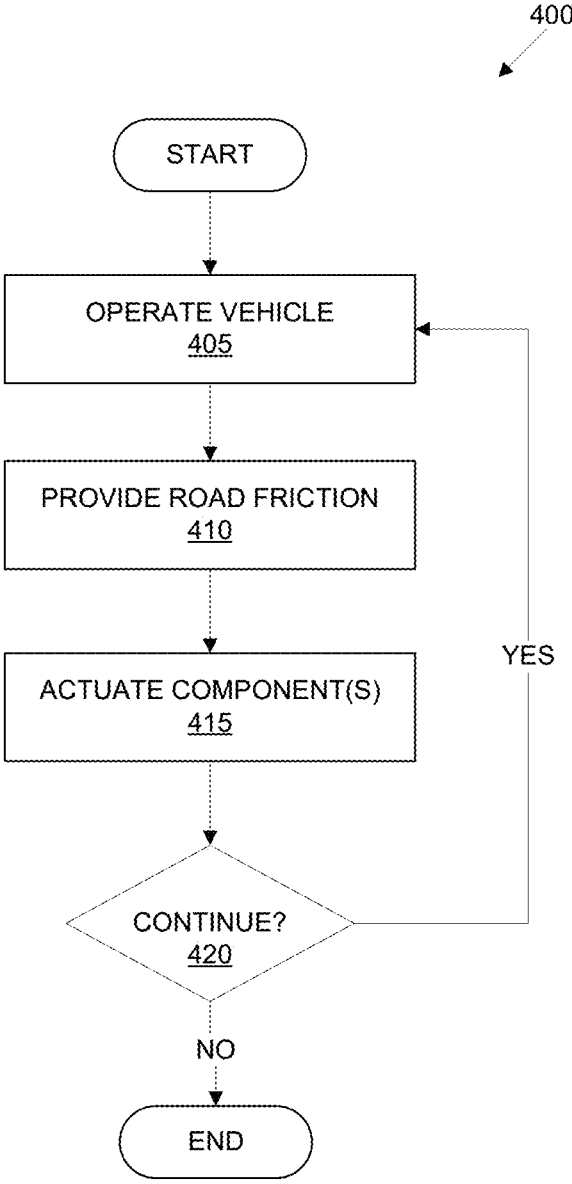 400
START
OPERATE VEHICLE
405
PROVIDE ROAD FRICTION
410
ACTUATE COMPONENT(S)
415
YES
CONTINUE?
420
NO
END